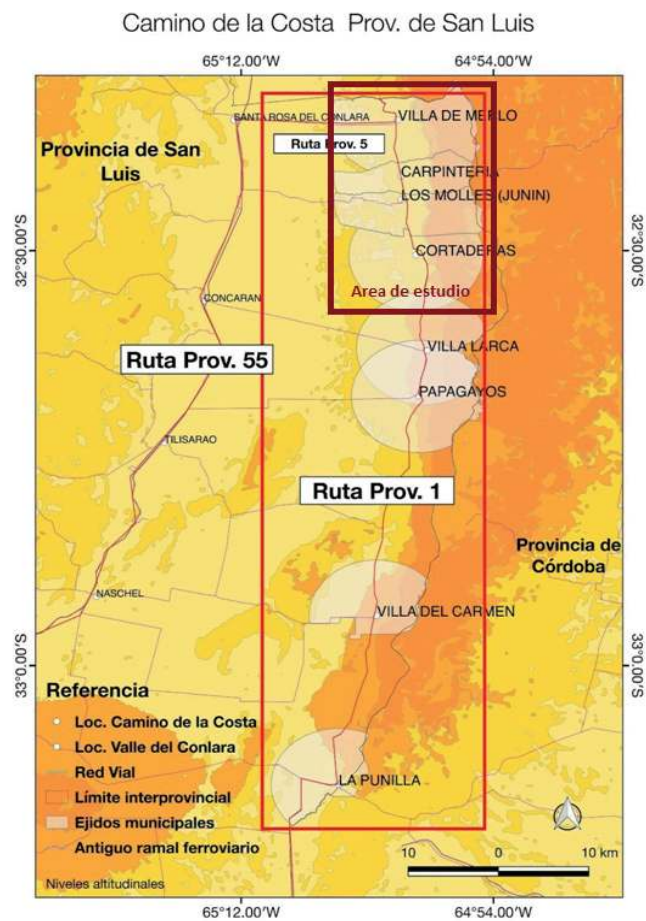 Camino de la Costa Prov. de San Luis
65°12.00'W
64°54.00'W
SANTA ROSA DEL CONLARA
VILLA DE MERLO
Ruta Prov. 5
Provincia de San
Luis
CARPINTERIA
LOS MOLLES (JUNIN)
32°30.00'S
CORTADERAS
32°30.00'S
Area de estudio
CONCARAN
VILLA LARCA
Ruta Prov. 55
PAPAGAYOS
TILISARAO
Ruta Prov. 1
Provincia de
Córdoba
NASCHEL
VILLA DEL CARMEN
33°0.00'S
33°0.00'S
Referencia
Loc. Camino de la Costa
Loc. Valle del Conlara
Red Vial
Límite interprovincial
Ejidos municipales
Antiguo ramal ferroviario
Niveles altitudinales
LA PUNILLA
10 0 10 km
65°12.00'W
64°54.00'W